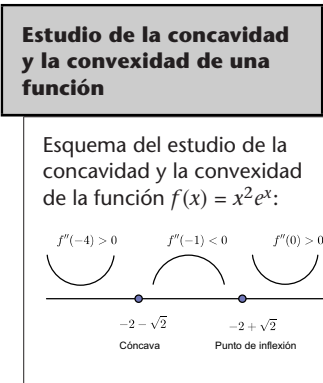 Estudio de la concavidad
y la convexidad de una
función
Esquema del estudio de la
concavidad y la convexidad
de la función f(x) = x²eˣ:
f″(−4) > 0 f″(−1) < 0 f″(0) > 0
−2 − √2 −2 + √2
Cóncava Punto de inflexión